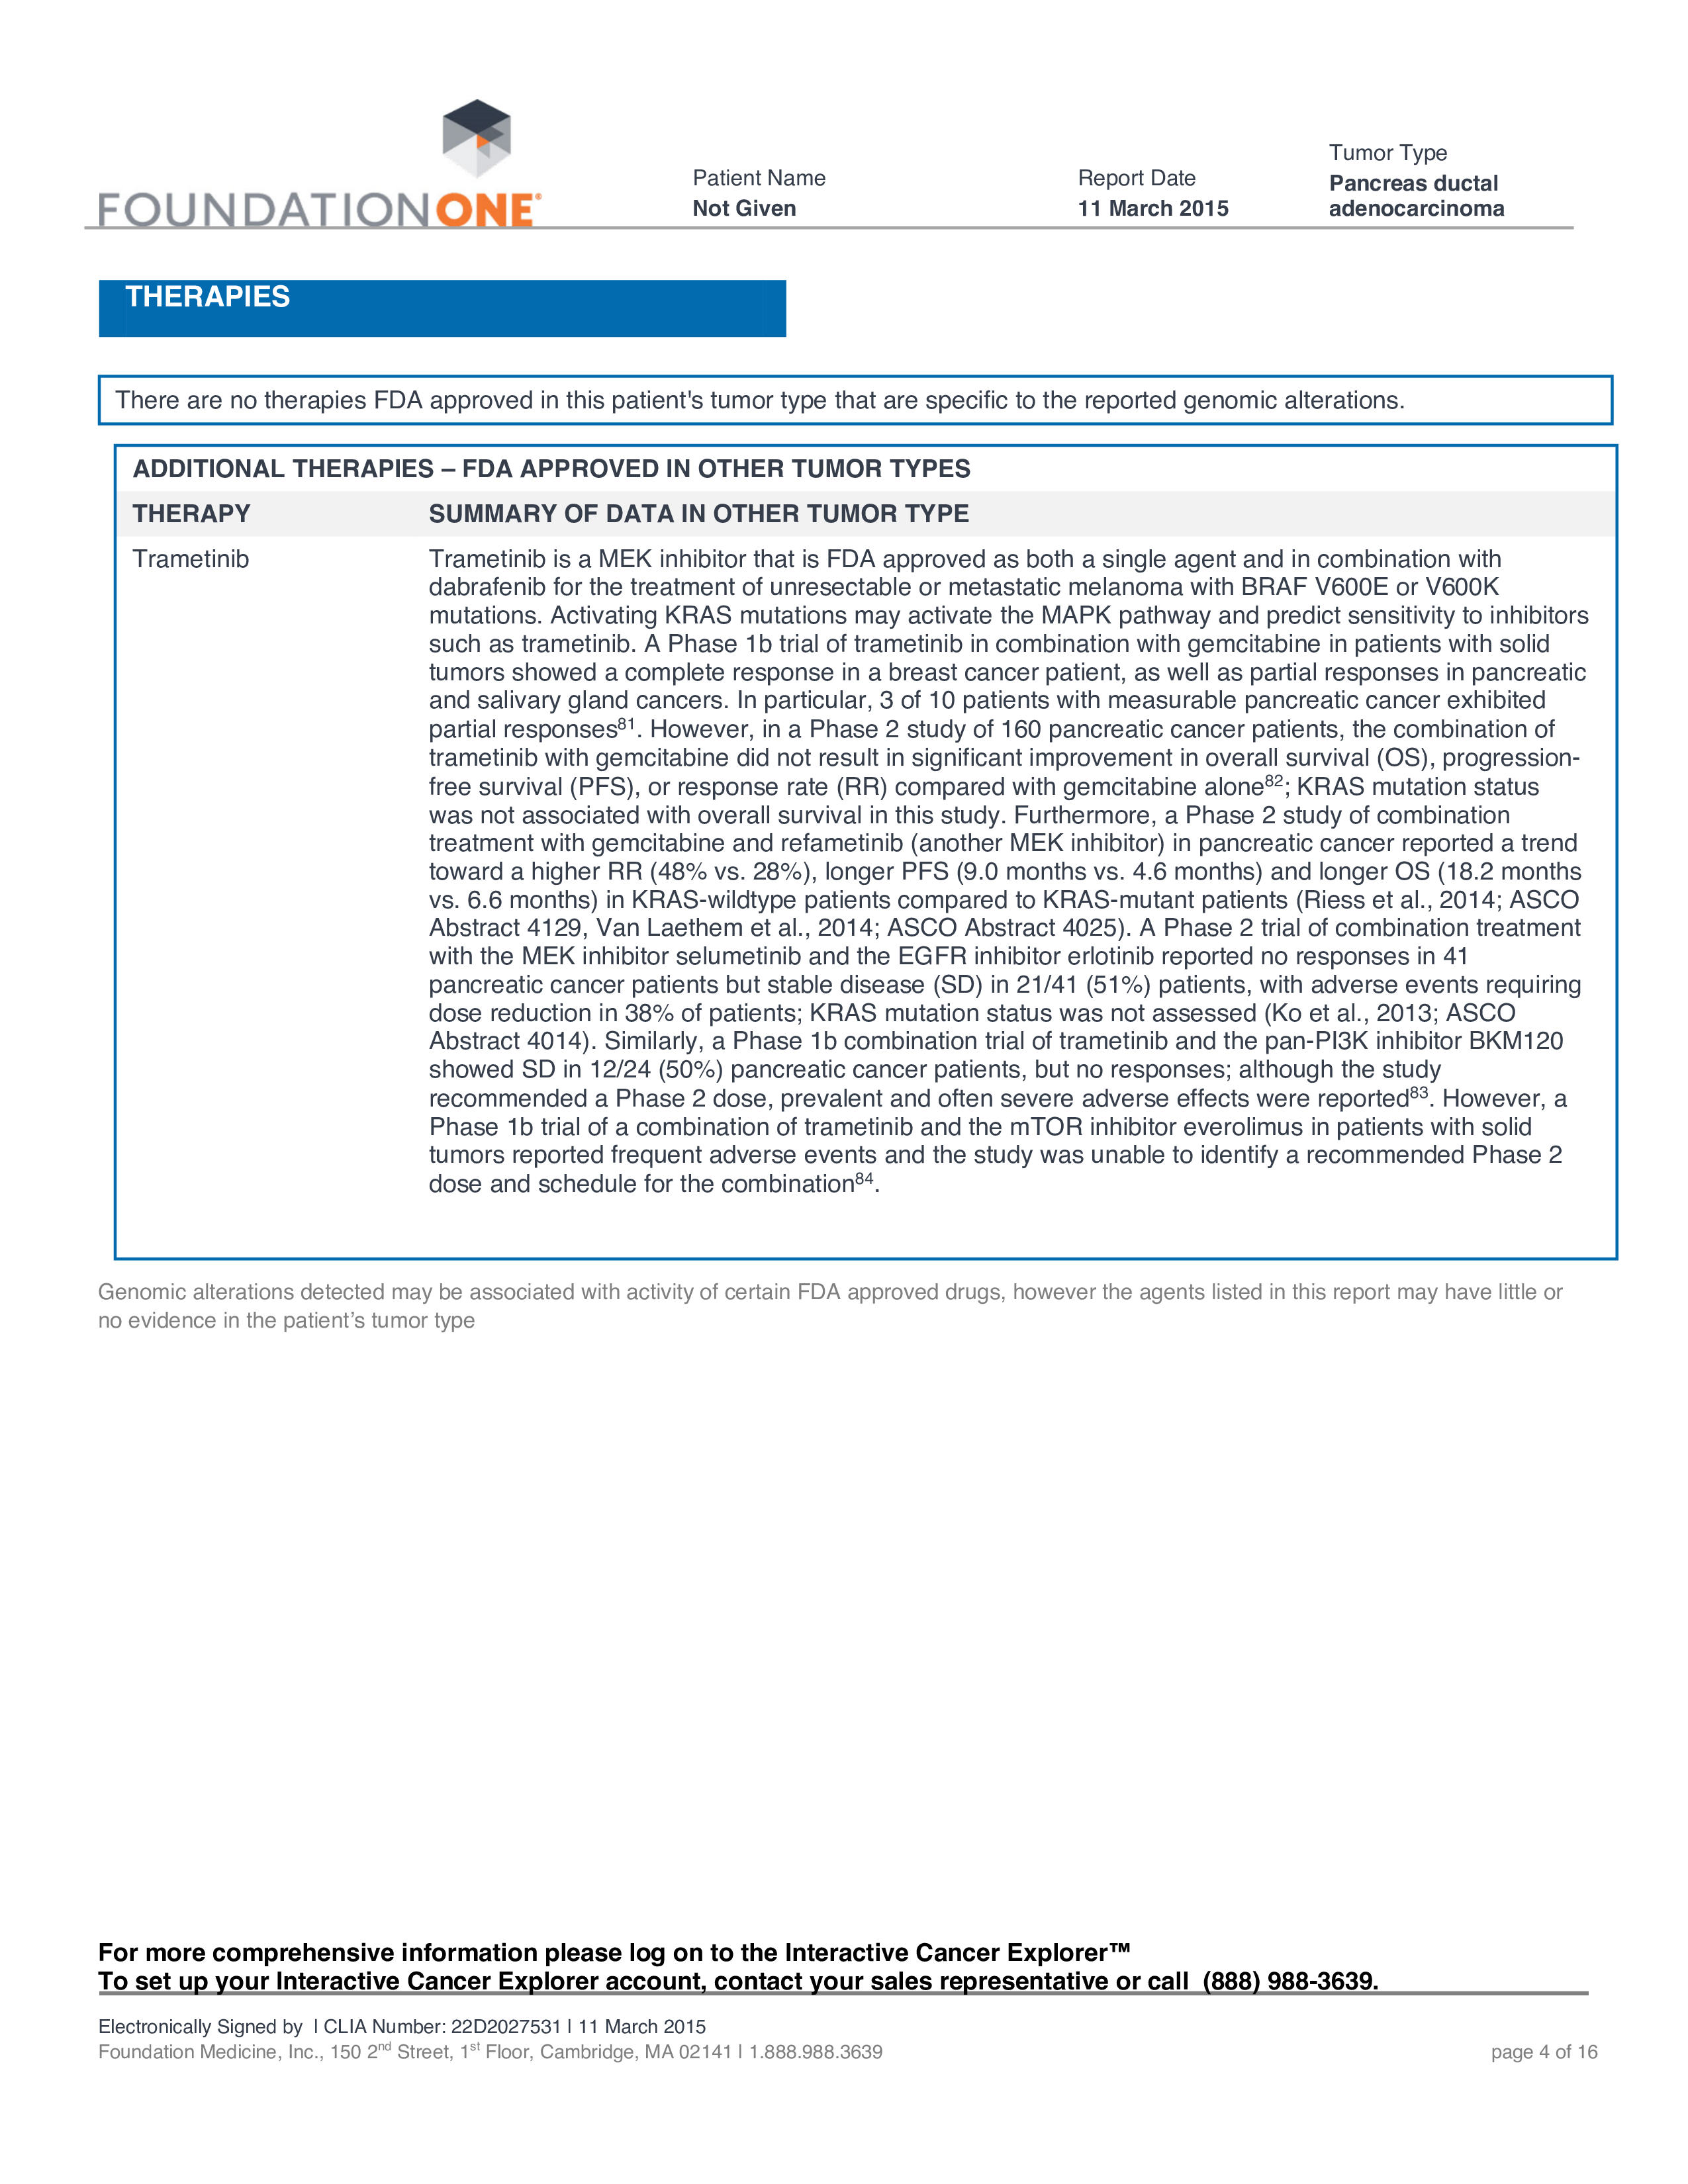 FOUNDATIONONE®
Patient Name
Not Given
Report Date
11 March 2015
Tumor Type
Pancreas ductal
adenocarcinoma
THERAPIES
There are no therapies FDA approved in this patient's tumor type that are specific to the reported genomic alterations.
ADDITIONAL THERAPIES – FDA APPROVED IN OTHER TUMOR TYPES
THERAPY SUMMARY OF DATA IN OTHER TUMOR TYPE
Trametinib
Trametinib is a MEK inhibitor that is FDA approved as both a single agent and in combination with
dabrafenib for the treatment of unresectable or metastatic melanoma with BRAF V600E or V600K
mutations. Activating KRAS mutations may activate the MAPK pathway and predict sensitivity to inhibitors
such as trametinib. A Phase 1b trial of trametinib in combination with gemcitabine in patients with solid
tumors showed a complete response in a breast cancer patient, as well as partial responses in pancreatic
and salivary gland cancers. In particular, 3 of 10 patients with measurable pancreatic cancer exhibited
partial responses81. However, in a Phase 2 study of 160 pancreatic cancer patients, the combination of
trametinib with gemcitabine did not result in significant improvement in overall survival (OS), progression-
free survival (PFS), or response rate (RR) compared with gemcitabine alone82; KRAS mutation status
was not associated with overall survival in this study. Furthermore, a Phase 2 study of combination
treatment with gemcitabine and refametinib (another MEK inhibitor) in pancreatic cancer reported a trend
toward a higher RR (48% vs. 28%), longer PFS (9.0 months vs. 4.6 months) and longer OS (18.2 months
vs. 6.6 months) in KRAS-wildtype patients compared to KRAS-mutant patients (Riess et al., 2014; ASCO
Abstract 4129, Van Laethem et al., 2014; ASCO Abstract 4025). A Phase 2 trial of combination treatment
with the MEK inhibitor selumetinib and the EGFR inhibitor erlotinib reported no responses in 41
pancreatic cancer patients but stable disease (SD) in 21/41 (51%) patients, with adverse events requiring
dose reduction in 38% of patients; KRAS mutation status was not assessed (Ko et al., 2013; ASCO
Abstract 4014). Similarly, a Phase 1b combination trial of trametinib and the pan-PI3K inhibitor BKM120
showed SD in 12/24 (50%) pancreatic cancer patients, but no responses; although the study
recommended a Phase 2 dose, prevalent and often severe adverse effects were reported83. However, a
Phase 1b trial of a combination of trametinib and the mTOR inhibitor everolimus in patients with solid
tumors reported frequent adverse events and the study was unable to identify a recommended Phase 2
dose and schedule for the combination84.
Genomic alterations detected may be associated with activity of certain FDA approved drugs, however the agents listed in this report may have little or
no evidence in the patient’s tumor type
For more comprehensive information please log on to the Interactive Cancer Explorer™
To set up your Interactive Cancer Explorer account, contact your sales representative or call (888) 988-3639.
Electronically Signed by | CLIA Number: 22D2027531 | 11 March 2015
Foundation Medicine, Inc., 150 2nd Street, 1st Floor, Cambridge, MA 02141 | 1.888.988.3639
page 4 of 16